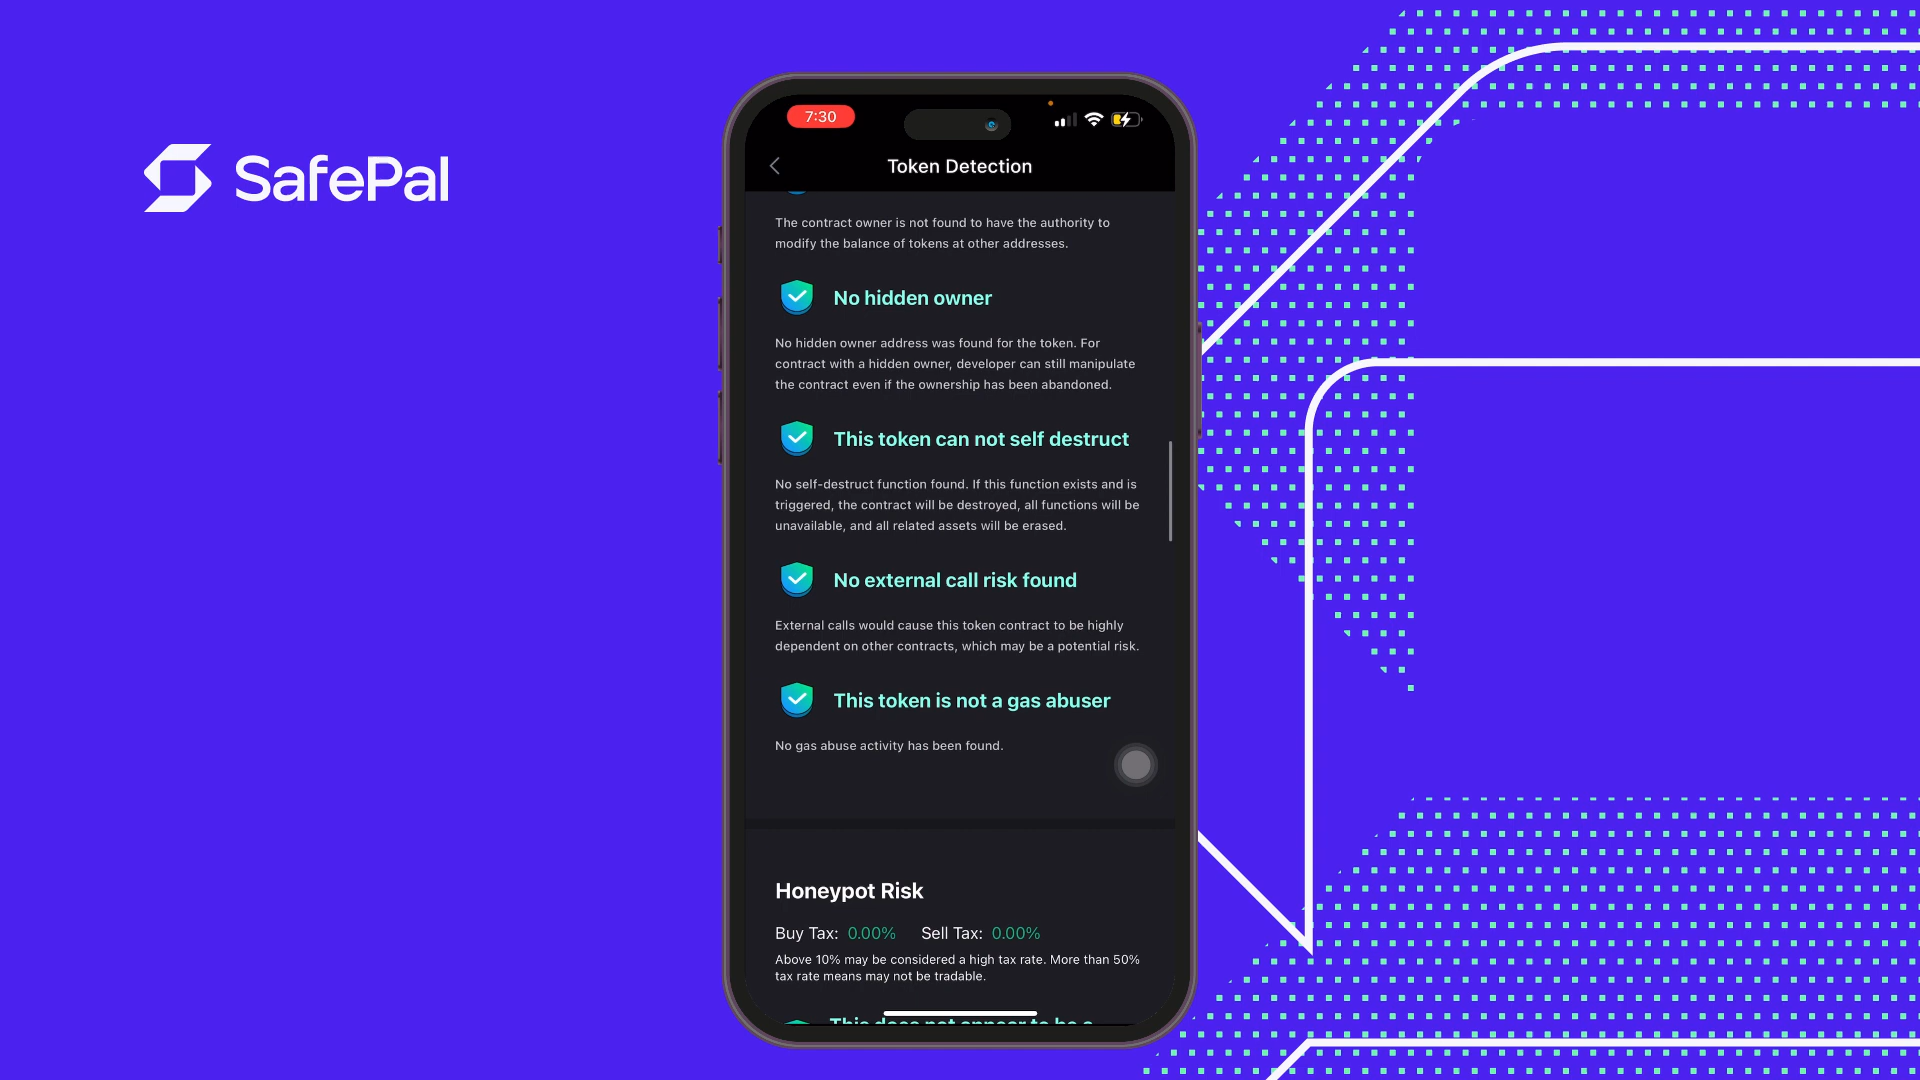 SafePal
7:30
Token Detection
The contract owner is not found to have the authority to
modify the balance of tokens at other addresses.
No hidden owner
No hidden owner address was found for the token. For
contract with a hidden owner, developer can still manipulate
the contract even if the ownership has been abandoned.
This token can not self destruct
No self-destruct function found. If this function exists and is
triggered, the contract will be destroyed, all functions will be
unavailable, and all related assets will be erased.
No external call risk found
External calls would cause this token contract to be highly
dependent on other contracts, which may be a potential risk.
This token is not a gas abuser
No gas abuse activity has been found.
Honeypot Risk
Buy Tax: 0.00% Sell Tax: 0.00%
Above 10% may be considered a high tax rate. More than 50%
tax rate means may not be tradable.
This does not appear to be a